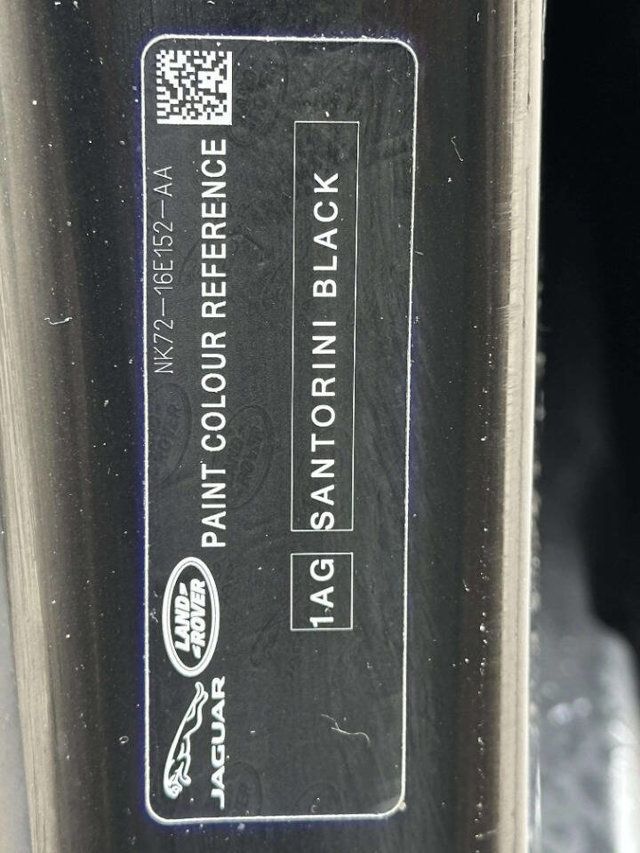 JAGUAR
LAND ROVER
NK72-16E152-AA
PAINT COLOUR REFERENCE
1AG SANTORINI BLACK